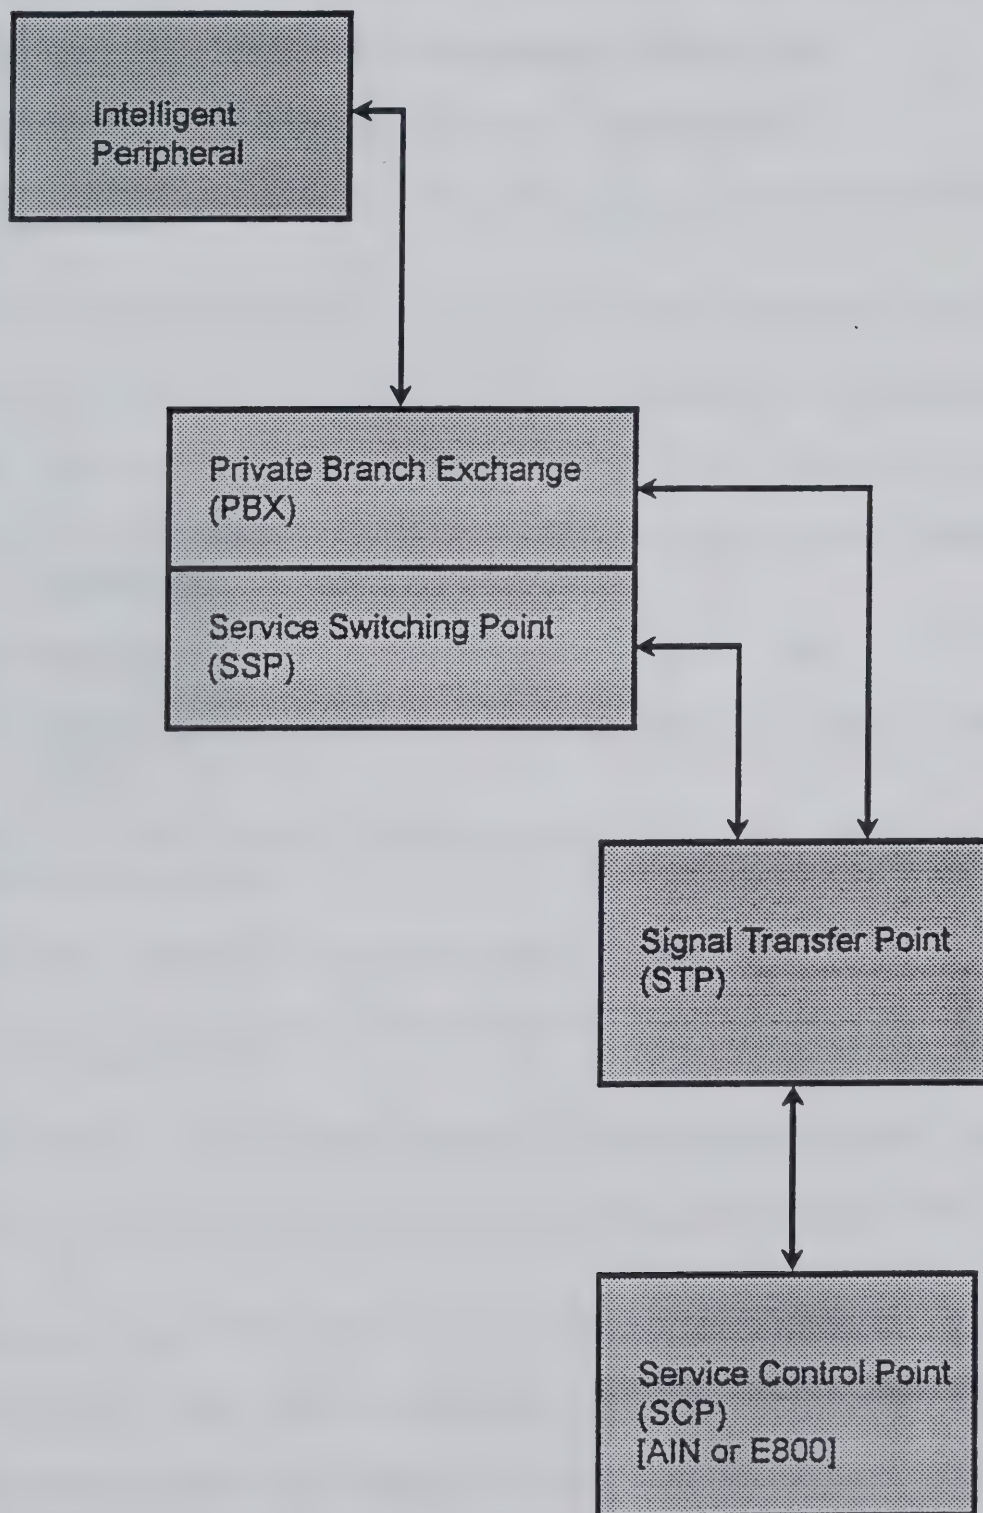 Intelligent
Peripheral
Private Branch Exchange
(PBX)
Service Switching Point
(SSP)
Signal Transfer Point
(STP)
Service Control Point
(SCP)
[AIN or E800]